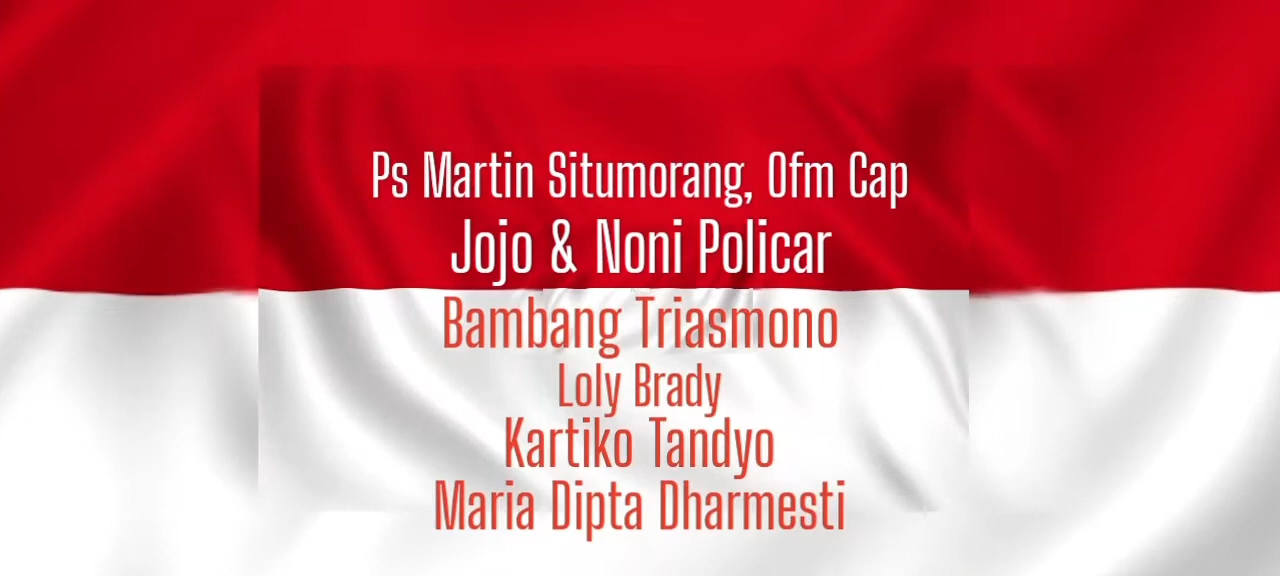 Ps Martin Situmorang, Ofm Cap
Jojo & Noni Policar
Bambang Triasmono
Loly Brady
Kartiko Tandyo
Maria Dipta Dharmesti